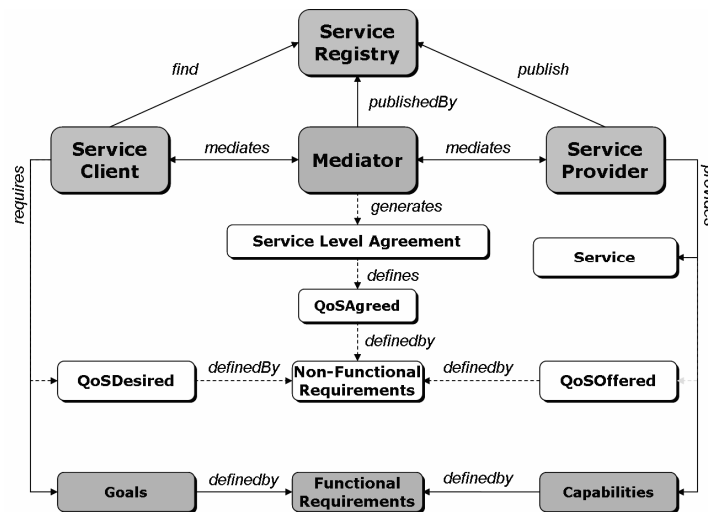 Service
Registry
find
publish
publishedBy
Service
Client
mediates
Mediator
mediates
Service
Provider
requires
provides
generates
Service Level Agreement
Service
defines
QoSAgreed
definedby
QoSDesired
definedBy
Non-Functional
Requirements
definedby
QoSOffered
Goals
definedby
Functional
Requirements
definedby
Capabilities